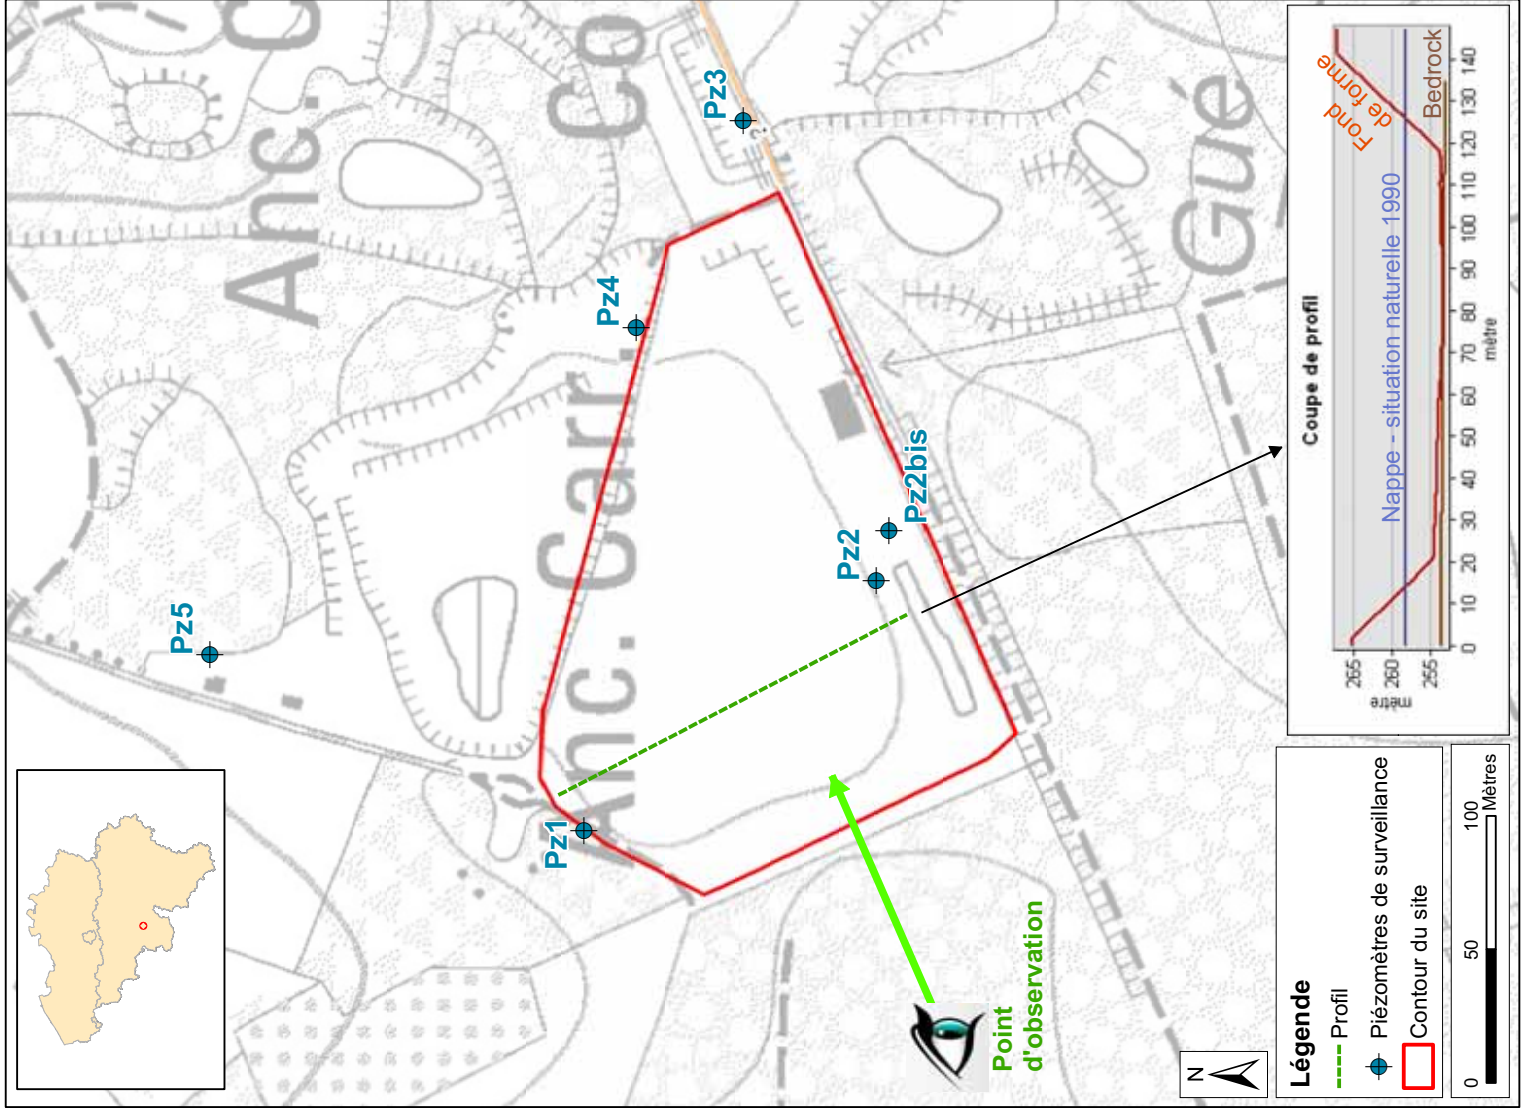 Anc. C
Anc. Carr.
Co
Gué
Pz5
Pz4
Pz3
Pz1
Pz2
Pz2bis
Point
d'observation
N
Légende
Profil
Piézomètres de surveillance
Contour du site
0 50 100
Mètres
Coupe de profil
Fond
de forme
Nappe - situation naturelle 1990
Bedrock
265
260
255
mètre
0 10 20 30 40 50 60 70 80 90 100 110 120 130 140
mètre